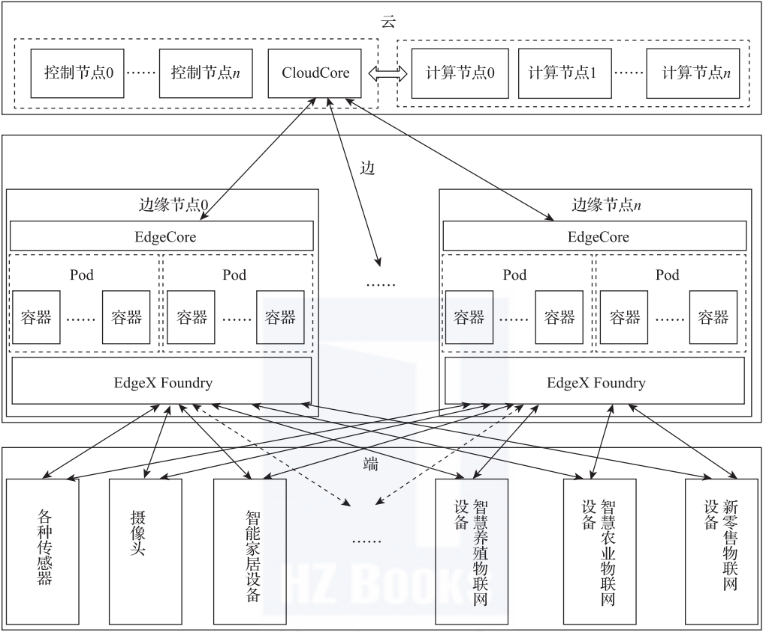 云
控制节点0 …… 控制节点n CloudCore 计算节点0 计算节点1 …… 计算节点n
边
边缘节点0 边缘节点n
EdgeCore EdgeCore
……
Pod Pod Pod Pod
容器 …… 容器 容器 …… 容器 容器 …… 容器 容器 …… 容器
EdgeX Foundry EdgeX Foundry
端
各种传感器
摄像头
智能家居设备
……
智慧养殖物联网
设备
智慧农业物联网
设备
新零售物联网
设备
HZ Books